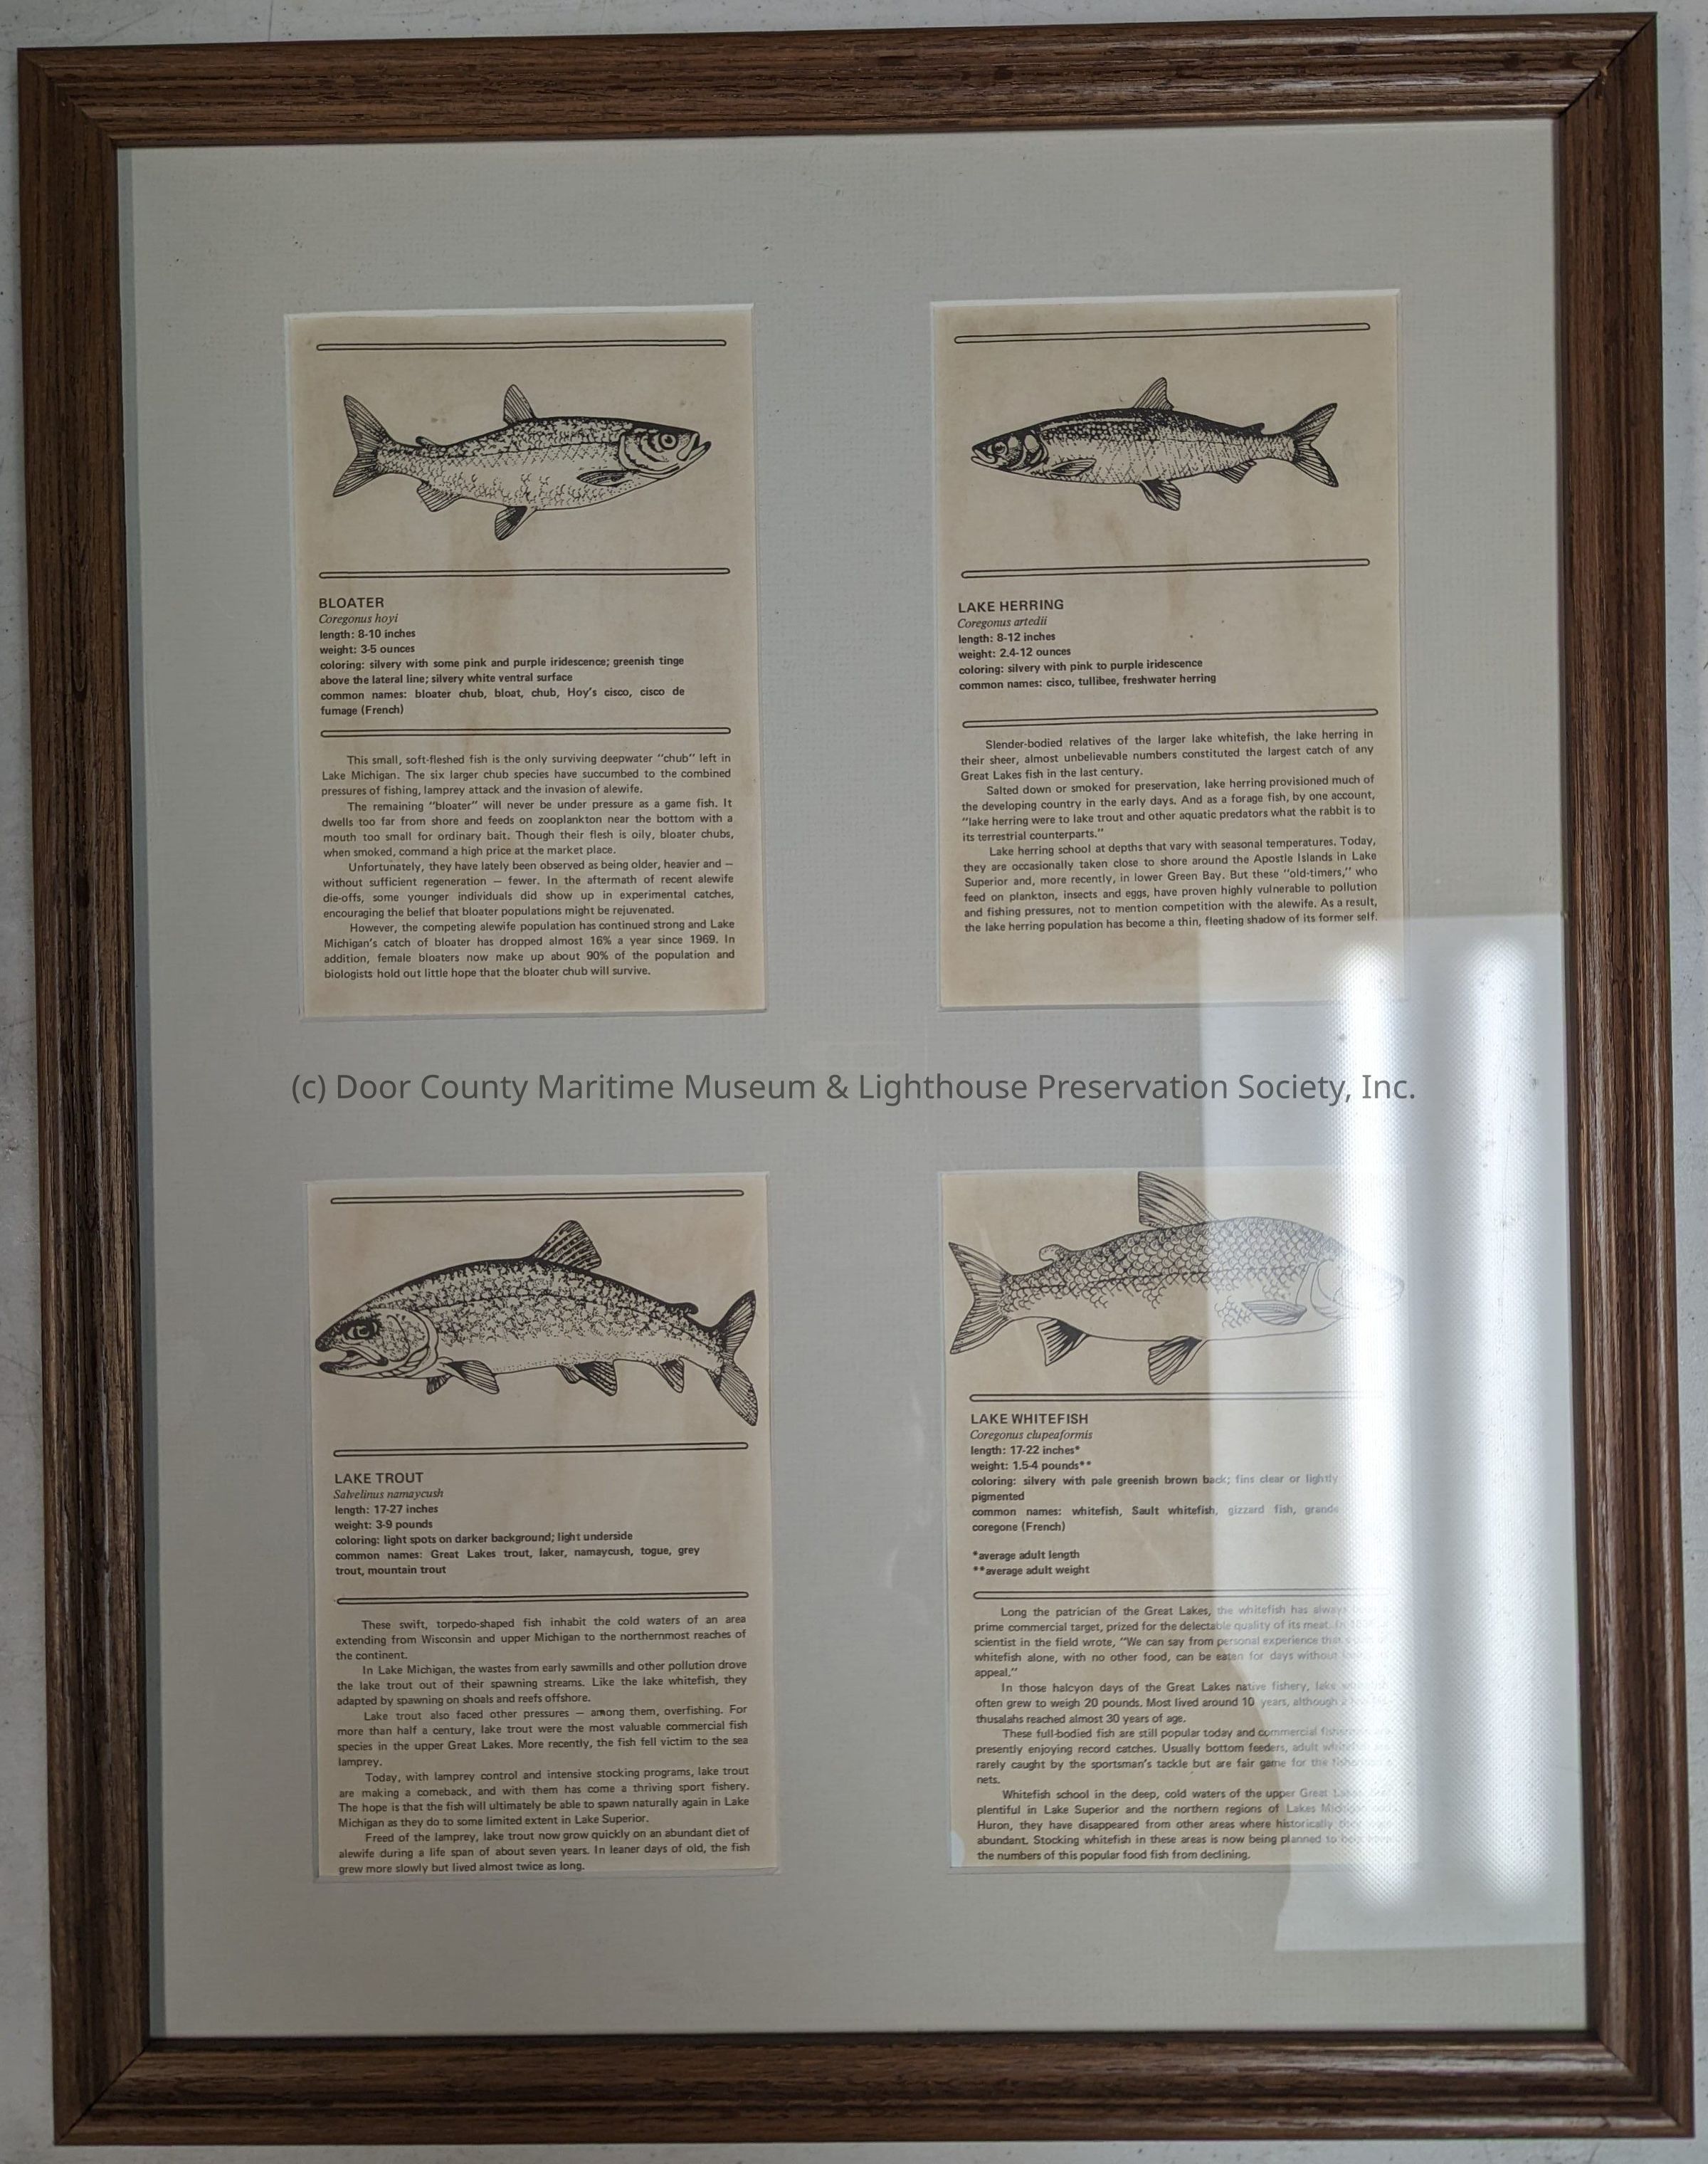 BLOATER
Coregonus hoyi
length: 8-10 inches
weight: 3-5 ounces
coloring: silvery with some pink and purple iridescence; greenish tinge
above the lateral line; silvery white ventral surface
common names: bloater chub, bloat, chub, Hoy's cisco, cisco de
fumage (French)
This small, soft-fleshed fish is the only surviving deepwater "chub" left in
Lake Michigan. The six larger chub species have succumbed to the combined
pressures of fishing, lamprey attack and the invasion of alewife.
The remaining "bloater" will never be under pressure as a game fish. It
dwells too far from shore and feeds on zooplankton near the bottom with a
mouth too small for ordinary bait. Though their flesh is oily, bloater chubs,
when smoked, command a high price at the market place.
Unfortunately, they have lately been observed as being older, heavier and —
without sufficient regeneration — fewer. In the aftermath of recent alewife
die-offs, some younger individuals did show up in experimental catches,
encouraging the belief that bloater populations might be rejuvenated.
However, the competing alewife population has continued strong and Lake
Michigan's catch of bloater has dropped almost 16% a year since 1969. In
addition, female bloaters now make up about 90% of the population and
biologists hold out little hope that the bloater chub will survive.
LAKE HERRING
Coregonus artedii
length: 8-12 inches
weight: 2.4-12 ounces
coloring: silvery with pink to purple iridescence
common names: cisco, tullibee, freshwater herring
Slender-bodied relatives of the larger lake whitefish, the lake herring in
their sheer, almost unbelievable numbers constituted the largest catch of any
Great Lakes fish in the last century.
Salted down or smoked for preservation, lake herring provisioned much of
the developing country in the early days. And as a forage fish, by one account,
"lake herring were to lake trout and other aquatic predators what the rabbit is to
its terrestrial counterparts."
Lake herring school at depths that vary with seasonal temperatures. Today,
they are occasionally taken close to shore around the Apostle Islands in Lake
Superior and, more recently, in lower Green Bay. But these "old-timers," who
feed on plankton, insects and eggs, have proven highly vulnerable to pollution
and fishing pressures, not to mention competition with the alewife. As a result,
the lake herring population has become a thin, fleeting shadow of its former self.
(c) Door County Maritime Museum & Lighthouse Preservation Society, Inc.
LAKE TROUT
Salvelinus namaycush
length: 17-27 inches
weight: 3-9 pounds
coloring: light spots on darker background; light underside
common names: Great Lakes trout, laker, namaycush, togue, grey
trout, mountain trout
These swift, torpedo-shaped fish inhabit the cold waters of an area
extending from Wisconsin and upper Michigan to the northernmost reaches of
the continent.
In Lake Michigan, the wastes from early sawmills and other pollution drove
the lake trout out of their spawning streams. Like the lake whitefish, they
adapted by spawning on shoals and reefs offshore.
Lake trout also faced other pressures — among them, overfishing. For
more than half a century, lake trout were the most valuable commercial fish
species in the upper Great Lakes. More recently, the fish fell victim to the sea
lamprey.
Today, with lamprey control and intensive stocking programs, lake trout
are making a comeback, and with them has come a thriving sport fishery.
The hope is that the fish will ultimately be able to spawn naturally again in Lake
Michigan as they do to some limited extent in Lake Superior.
Freed of the lamprey, lake trout now grow quickly on an abundant diet of
alewife during a life span of about seven years. In leaner days of old, the fish
grew more slowly but lived almost twice as long.
LAKE WHITEFISH
Coregonus clupeaformis
length: 17-22 inches*
weight: 1.5-4 pounds**
coloring: silvery with pale greenish brown back; fins clear or lightly
pigmented
common names: whitefish, Sault whitefish, gizzard fish, grande
coregone (French)
*average adult length
**average adult weight
Long the patrician of the Great Lakes, the whitefish has always
prime commercial target, prized for the delectable quality of its meat.
scientist in the field wrote, "We can say from personal experience that
whitefish alone, with no other food, can be eaten for days without
appeal."
In those halcyon days of the Great Lakes native fishery, lake
often grew to weigh 20 pounds. Most lived around 10 years, although
thusalahs reached almost 30 years of age.
These full-bodied fish are still popular today and commercial
presently enjoying record catches. Usually bottom feeders, adult
rarely caught by the sportsman's tackle but are fair game for the
nets.
Whitefish school in the deep, cold waters of the upper Great
plentiful in Lake Superior and the northern regions of Lakes
Huron, they have disappeared from other areas where historically
abundant. Stocking whitefish in these areas is now being planned to
the numbers of this popular food fish from declining.